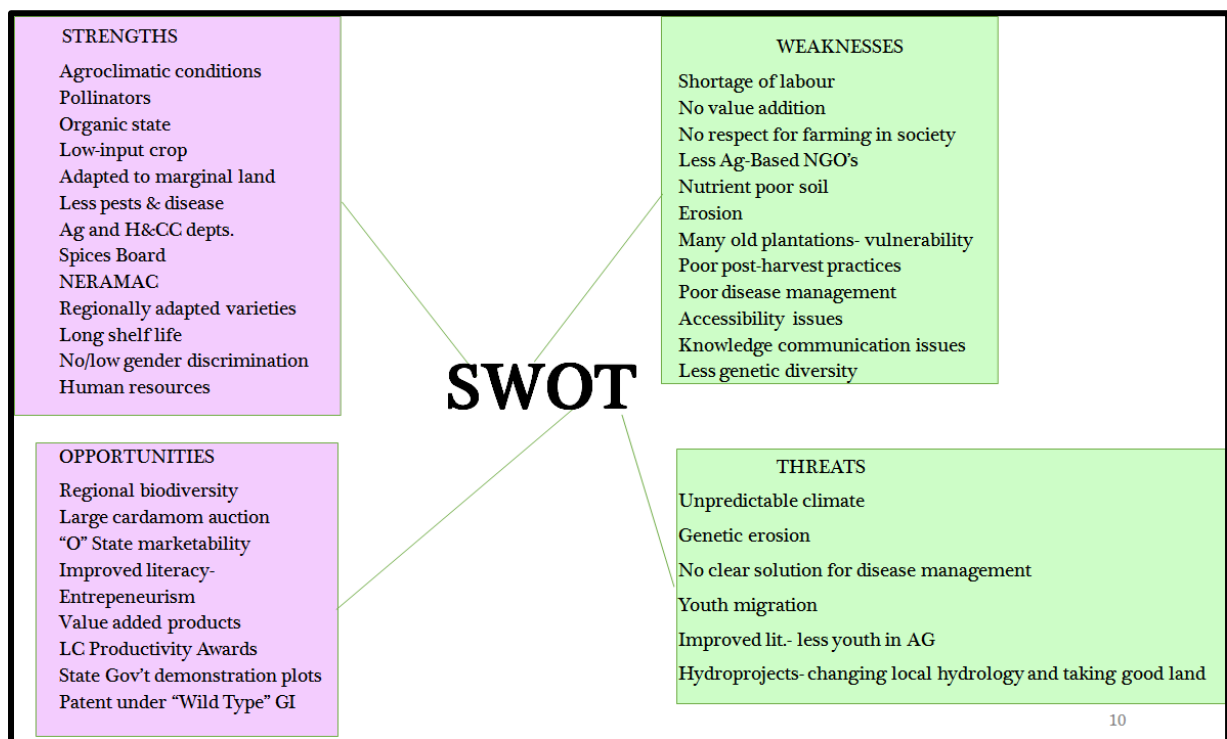 STRENGTHS
Agroclimatic conditions
Pollinators
Organic state
Low-input crop
Adapted to marginal land
Less pests & disease
Ag and H&CC depts.
Spices Board
NERAMAC
Regionally adapted varieties
Long shelf life
No/low gender discrimination
Human resources
WEAKNESSES
Shortage of labour
No value addition
No respect for farming in society
Less Ag-Based NGO's
Nutrient poor soil
Erosion
Many old plantations- vulnerability
Poor post-harvest practices
Poor disease management
Accessibility issues
Knowledge communication issues
Less genetic diversity
SWOT
OPPORTUNITIES
Regional biodiversity
Large cardamom auction
“O” State marketability
Improved literacy-
Entrepeneurism
Value added products
LC Productivity Awards
State Gov't demonstration plots
Patent under “Wild Type” GI
THREATS
Unpredictable climate
Genetic erosion
No clear solution for disease management
Youth migration
Improved lit.- less youth in AG
Hydroprojects- changing local hydrology and taking good land
10